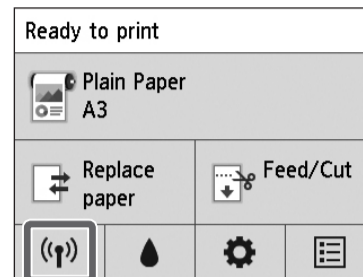 Ready to print
Plain Paper
A3
Replace
paper
Feed/Cut